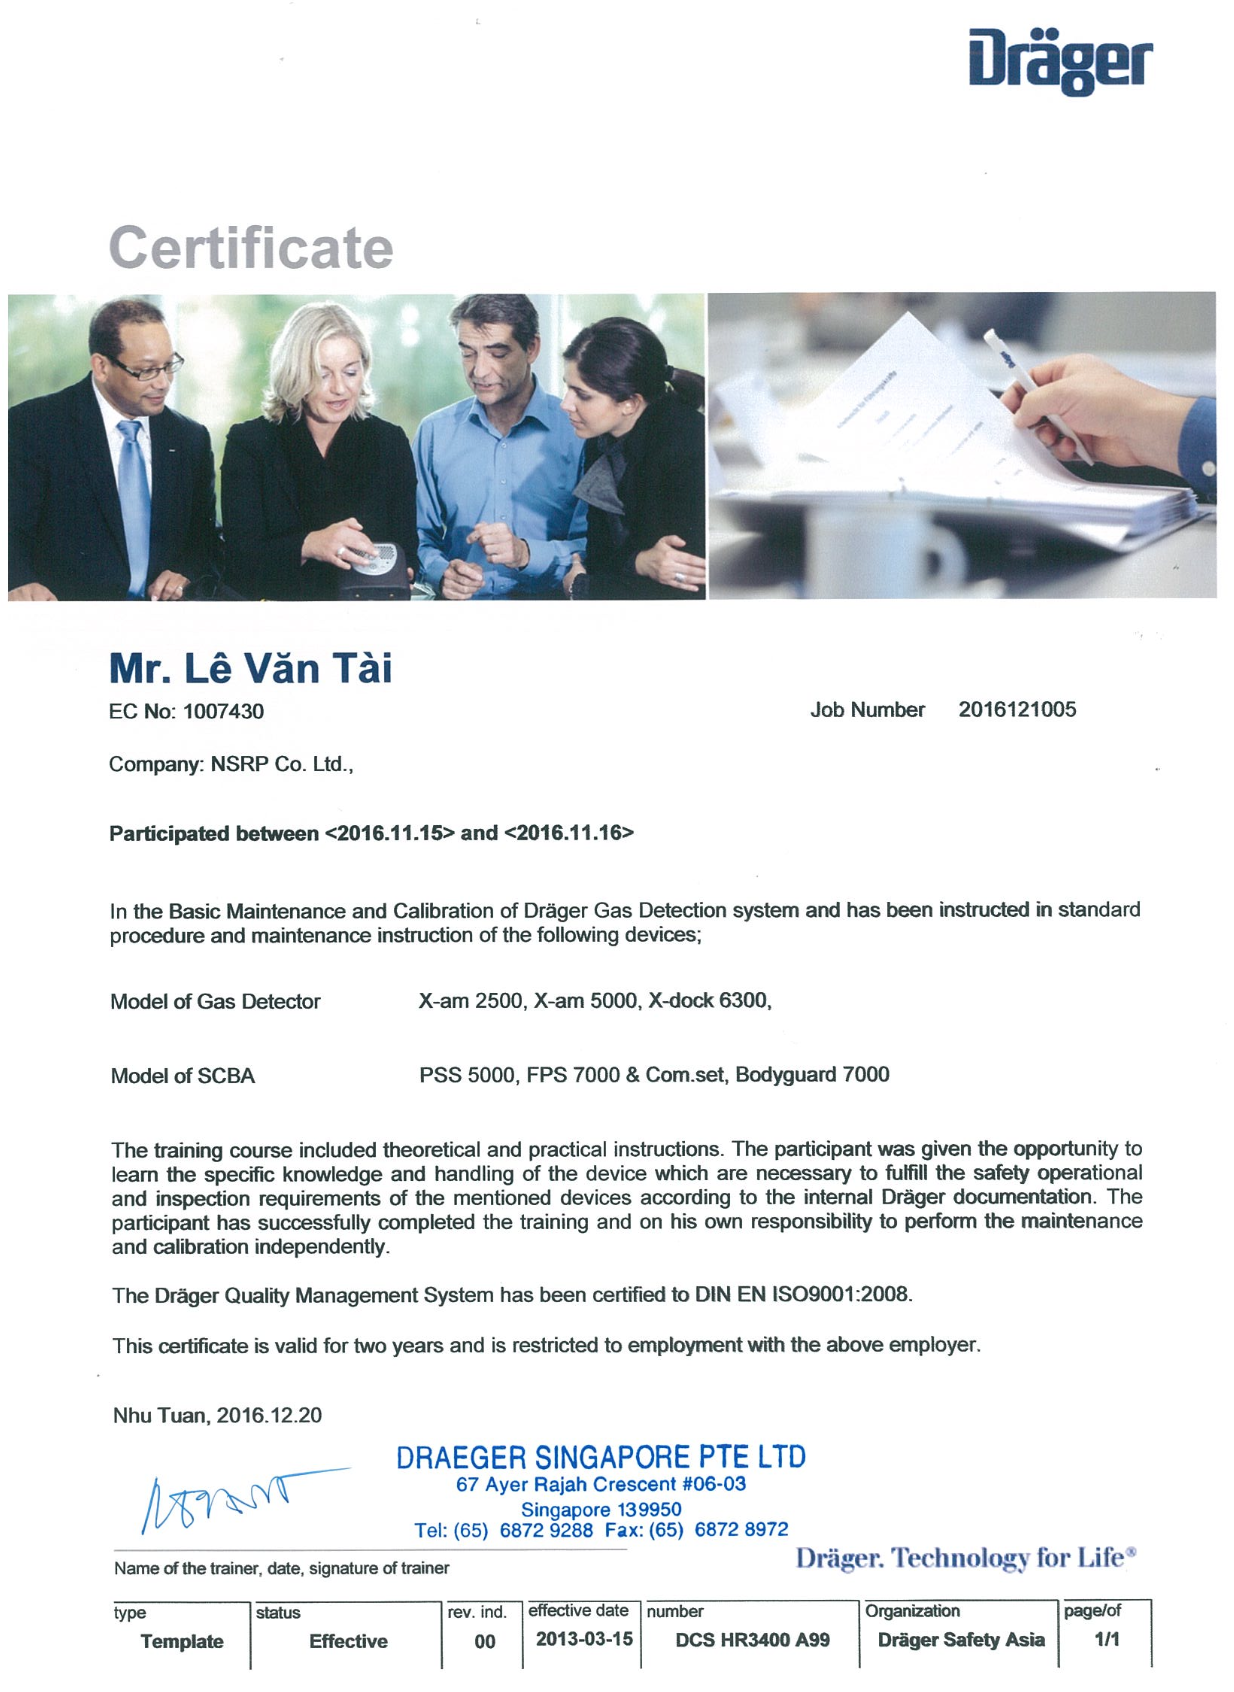 Dräger
Certificate
Mr. Lê Văn Tài
EC No: 1007430
Job Number 2016121005
Company: NSRP Co. Ltd.,
Participated between <2016.11.15> and <2016.11.16>
In the Basic Maintenance and Calibration of Dräger Gas Detection system and has been instructed in standard
procedure and maintenance instruction of the following devices;
Model of Gas Detector X-am 2500, X-am 5000, X-dock 6300,
Model of SCBA PSS 5000, FPS 7000 & Com.set, Bodyguard 7000
The training course included theoretical and practical instructions. The participant was given the opportunity to
learn the specific knowledge and handling of the device which are necessary to fulfill the safety operational
and inspection requirements of the mentioned devices according to the internal Dräger documentation. The
participant has successfully completed the training and on his own responsibility to perform the maintenance
and calibration independently.
The Dräger Quality Management System has been certified to DIN EN ISO9001:2008.
This certificate is valid for two years and is restricted to employment with the above employer.
Nhu Tuan, 2016.12.20
DRAEGER SINGAPORE PTE LTD
67 Ayer Rajah Crescent #06-03
Singapore 139950
Tel: (65) 6872 9288 Fax: (65) 6872 8972
Dräger. Technology for Life®
Name of the trainer, date, signature of trainer
type status rev. ind. effective date number Organization page/of
Template Effective 00 2013-03-15 DCS HR3400 A99 Dräger Safety Asia 1/1